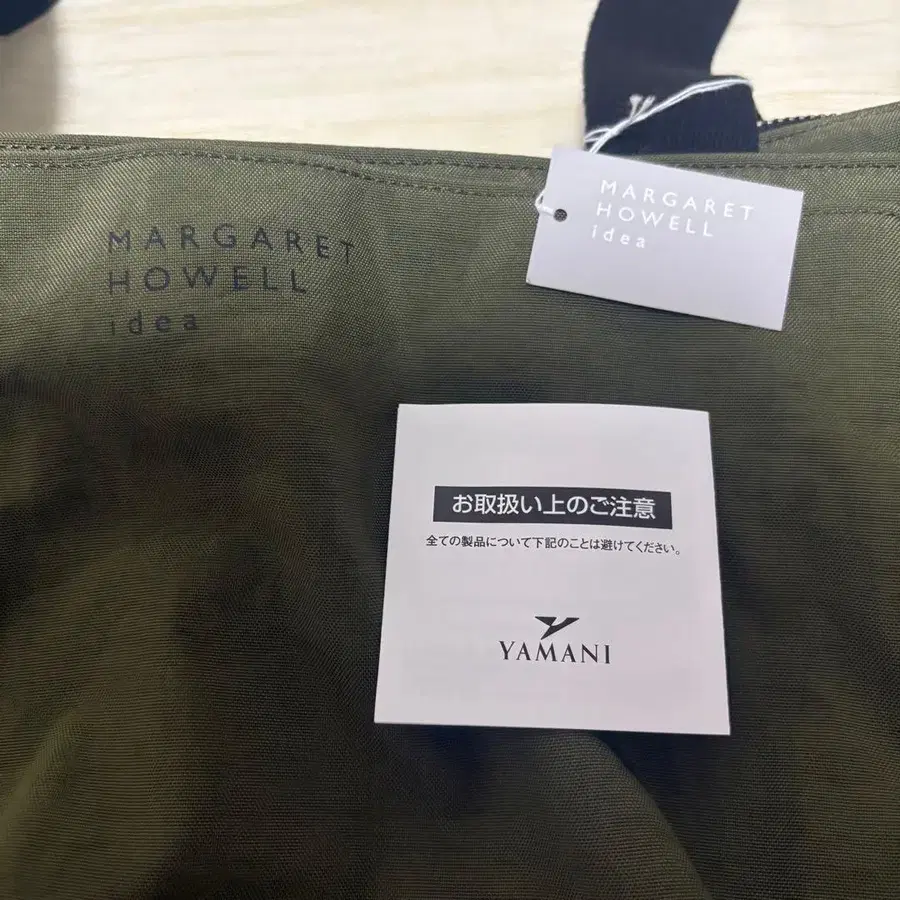 MARGARET
HOWELL
idea
MARGARET
HOWELL
idea
お取扱い上のご注意
全ての製品について下記のことは避けてください。
YAMANI